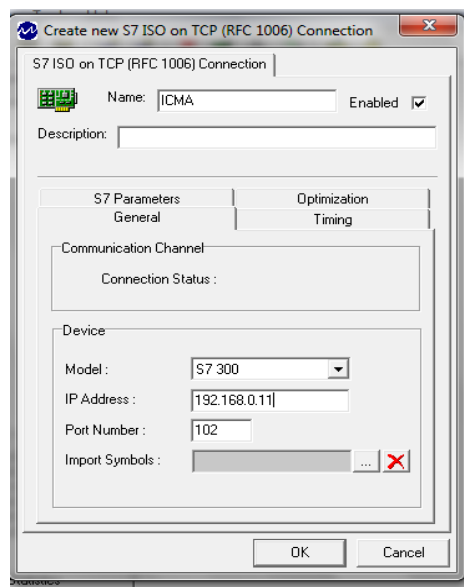 Create new S7 ISO on TCP (RFC 1006) Connection
S7 ISO on TCP (RFC 1006) Connection
Name: ICMA Enabled
Description:
S7 Parameters Optimization
General Timing
Communication Channel
Connection Status :
Device
Model : S7 300
IP Address : 192.168.0.11
Port Number : 102
Import Symbols : ...
OK Cancel
Statistics